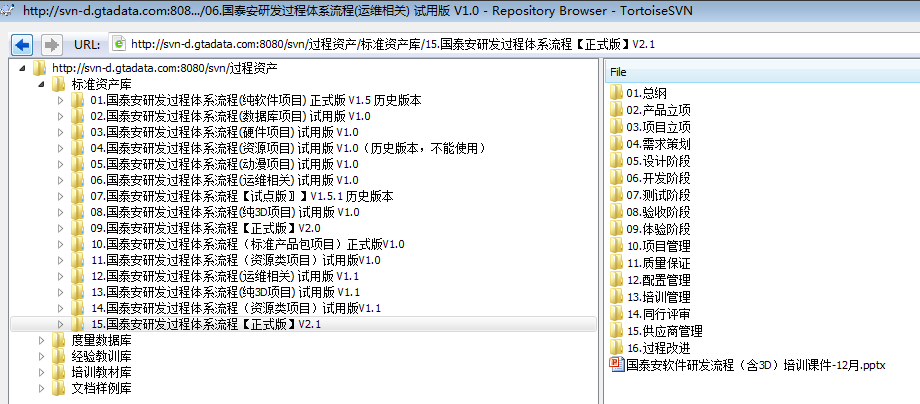 http://svn-d.gtadata.com:808.../06.国泰安研发过程体系流程(运维相关) 试用版 V1.0 - Repository Browser - TortoiseSVN
URL: http://svn-d.gtadata.com:8080/svn/过程资产/标准资产库/15.国泰安研发过程体系流程【正式版】V2.1
http://svn-d.gtadata.com:8080/svn/过程资产
标准资产库
01.国泰安研发过程体系流程(纯软件项目) 正式版 V1.5 历史版本
02.国泰安研发过程体系流程(数据库项目) 试用版 V1.0
03.国泰安研发过程体系流程(硬件项目) 试用版 V1.0
04.国泰安研发过程体系流程(资源项目) 试用版 V1.0（历史版本，不能使用）
05.国泰安研发过程体系流程(动漫项目) 试用版 V1.0
06.国泰安研发过程体系流程(运维相关) 试用版 V1.0
07.国泰安研发过程体系流程【试点版】】V1.5.1 历史版本
08.国泰安研发过程体系流程(纯3D项目) 试用版 V1.0
09.国泰安研发过程体系流程【正式版】V2.0
10.国泰安研发过程体系流程（标准产品包项目）正式版V1.0
11.国泰安研发过程体系流程（资源类项目）试用版V1.0
12.国泰安研发过程体系流程(运维相关) 试用版 V1.1
13.国泰安研发过程体系流程(纯3D项目) 试用版 V1.1
14.国泰安研发过程体系流程（资源类项目）试用版V1.1
15.国泰安研发过程体系流程【正式版】V2.1
度量数据库
经验教训库
培训教材库
文档样例库
File
01.总纲
02.产品立项
03.项目立项
04.需求策划
05.设计阶段
06.开发阶段
07.测试阶段
08.验收阶段
09.体验阶段
10.项目管理
11.质量保证
12.配置管理
13.培训管理
14.同行评审
15.供应商管理
16.过程改进
国泰安软件研发流程（含3D）培训课件-12月.pptx